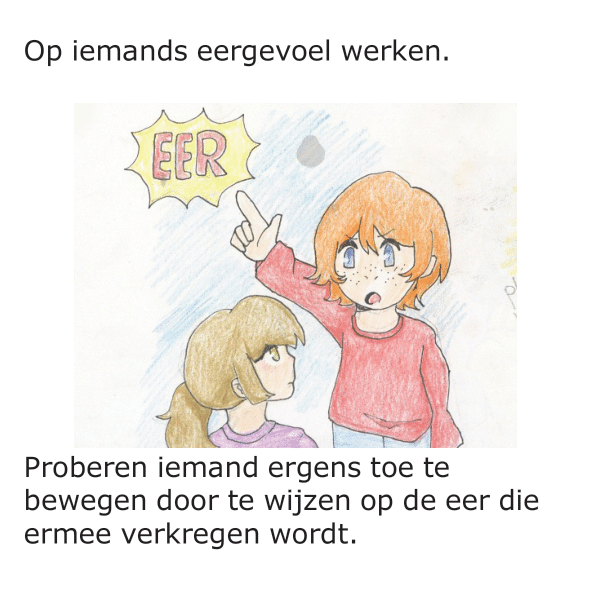 Op iemands eergevoel werken.
EER
Proberen iemand ergens toe te
bewegen door te wijzen op de eer die
ermee verkregen wordt.